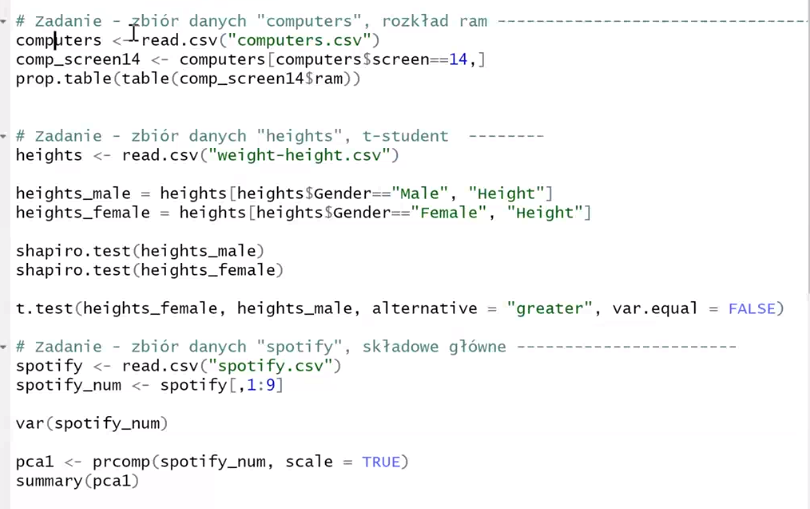 # Zadanie - zbiór danych "computers", rozkład ram --------------------------------
computers <- read.csv("computers.csv")
comp_screen14 <- computers[computers$screen==14,]
prop.table(table(comp_screen14$ram))
# Zadanie - zbiór danych "heights", t-student  --------
heights <- read.csv("weight-height.csv")
heights_male = heights[heights$Gender=="Male", "Height"]
heights_female = heights[heights$Gender=="Female", "Height"]
shapiro.test(heights_male)
shapiro.test(heights_female)
t.test(heights_female, heights_male, alternative = "greater", var.equal = FALSE)
# Zadanie - zbiór danych "spotify", składowe główne -----------------------
spotify <- read.csv("spotify.csv")
spotify_num <- spotify[,1:9]
var(spotify_num)
pca1 <- prcomp(spotify_num, scale = TRUE)
summary(pca1)